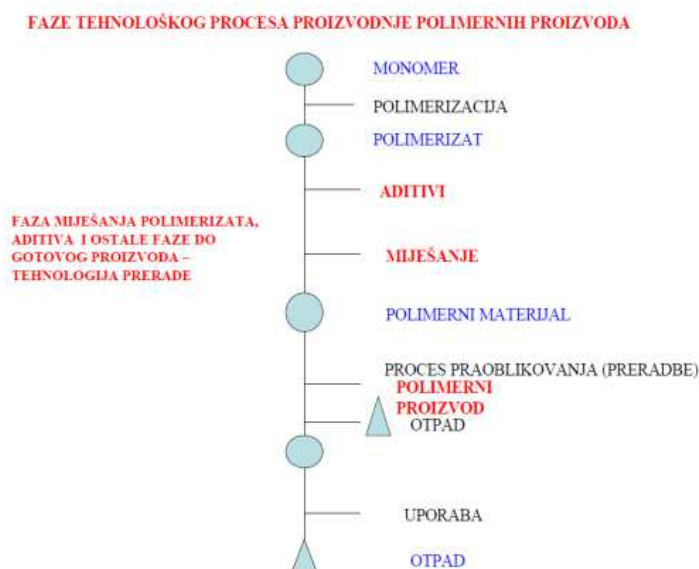 FAZE TEHNOLOŠKOG PROCESA PROIZVODNJE POLIMERNIH PROIZVODA
MONOMER
POLIMERIZACIJA
POLIMERIZAT
ADITIVI
FAZA MIJEŠANJA POLIMERIZATA,
ADITIVA I OSTALE FAZE DO
GOTOVOG PROIZVODA –
TEHNOLOGIJA PRERADE
MIJEŠANJE
POLIMERNI MATERIJAL
PROCES PRAOBLIKOVANJA (PRERADBE)
POLIMERNI
PROIZVOD
OTPAD
UPORABA
OTPAD